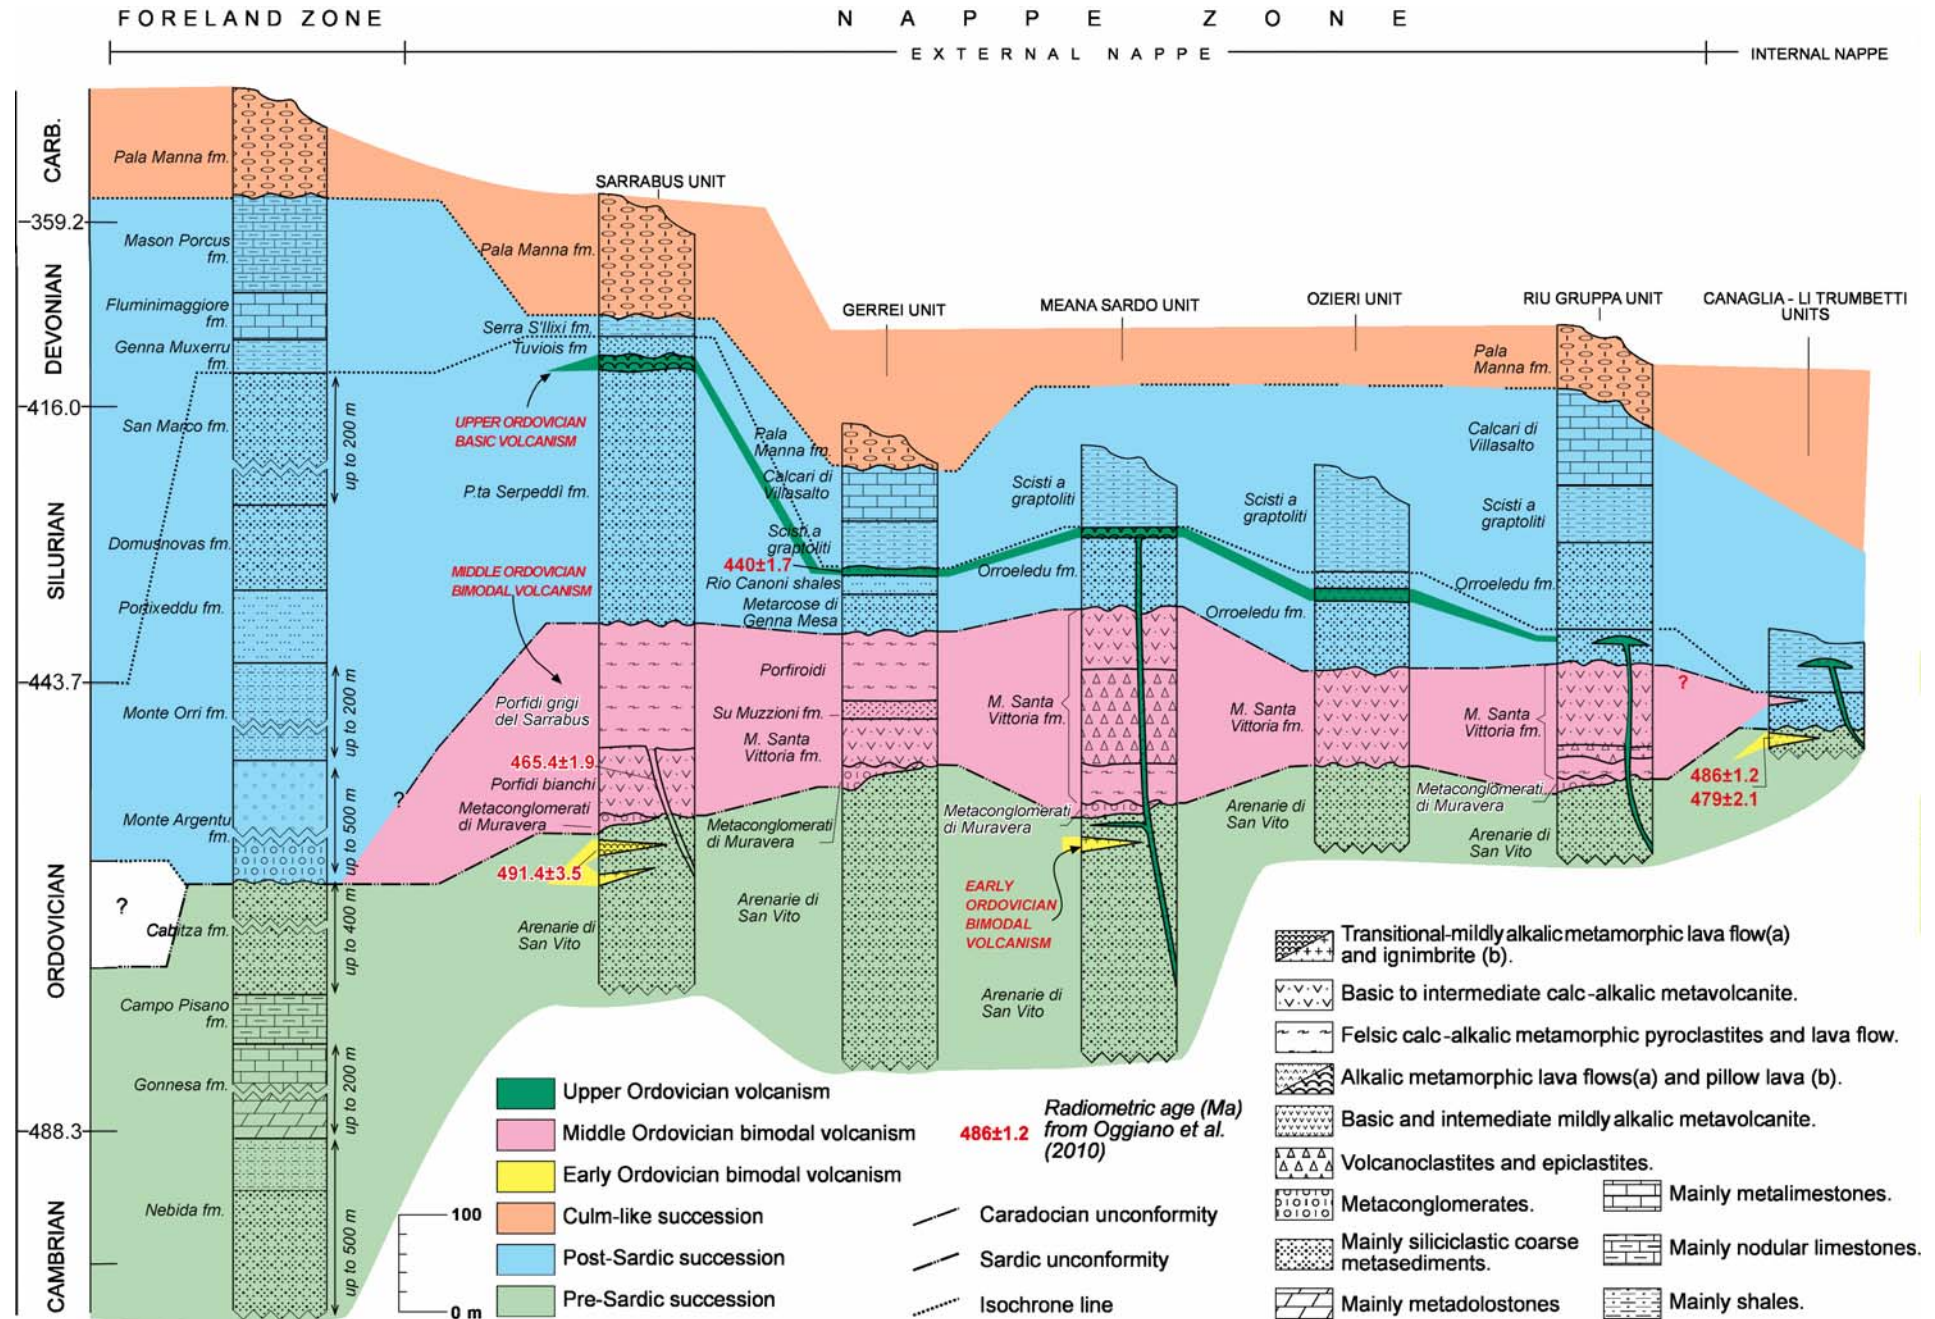 FORELAND ZONE
NAPPE ZONE
EXTERNAL NAPPE
INTERNAL NAPPE
CARB.
359.2
DEVONIAN
416.0
SILURIAN
443.7
ORDOVICIAN
488.3
CAMBRIAN
Pala Manna fm.
Mason Porcus
fm.
Fluminimaggiore
fm.
Genna Muxerru
fm.
San Marco fm.
up to 200 m
Domusnovas fm.
Portixeddu fm.
Monte Orri fm.
up to 200 m
Monte Argentu
fm.
up to 500 m
?
?
Cabitza fm.
up to 400 m
Campo Pisano
fm.
Gonnesa fm.
up to 200 m
Nebida fm.
up to 500 m
SARRABUS UNIT
Pala Manna fm.
Serra S'Ilixi fm.
Tuviois fm
UPPER ORDOVICIAN
BASIC VOLCANISM
P.ta Serpeddì fm.
MIDDLE ORDOVICIAN
BIMODAL VOLCANISM
Porfidi grigi
del Sarrabus
465.4±1.9
Porfidi bianchi
Metaconglomerati
di Muravera
491.4±3.5
Arenarie di
San Vito
GERREI UNIT
Pala
Manna fm.
Calcari di
Villasalto
Scisti a
graptoliti
440±1.7
Rio Canoni shales
Metarcose di
Genna Mesa
Porfiroidi
Su Muzzioni fm.
M. Santa
Vittoria fm.
Metaconglomerati
di Muravera
Arenarie di
San Vito
MEANA SARDO UNIT
Scisti a
graptoliti
Orroeledu fm.
M. Santa
Vittoria fm.
Metaconglomerati
di Muravera
EARLY
ORDOVICIAN
BIMODAL
VOLCANISM
Arenarie di
San Vito
OZIERI UNIT
Scisti a
graptoliti
Orroeledu fm.
M. Santa
Vittoria fm.
Arenarie di
San Vito
RIU GRUPPA UNIT
Pala
Manna fm.
Calcari di
Villasalto
Scisti a
graptoliti
Orroeledu fm.
M. Santa
Vittoria fm.
Metaconglomerati
di Muravera
Arenarie di
San Vito
CANAGLIA - LI TRUMBETTI
UNITS
?
486±1.2
479±2.1
Upper Ordovician volcanism
Middle Ordovician bimodal volcanism
Early Ordovician bimodal volcanism
Culm-like succession
Post-Sardic succession
Pre-Sardic succession
100
0 m
486±1.2
Radiometric age (Ma)
from Oggiano et al.
(2010)
Caradocian unconformity
Sardic unconformity
Isochrone line
Transitional-mildly alkalic metamorphic lava flow(a)
and ignimbrite (b).
Basic to intermediate calc-alkalic metavolcanite.
Felsic calc-alkalic metamorphic pyroclastites and lava flow.
Alkalic metamorphic lava flows(a) and pillow lava (b).
Basic and intemediate mildly alkalic metavolcanite.
Volcanoclastites and epiclastites.
Metaconglomerates.
Mainly siliciclastic coarse
metasediments.
Mainly metadolostones
Mainly metalimestones.
Mainly nodular limestones.
Mainly shales.